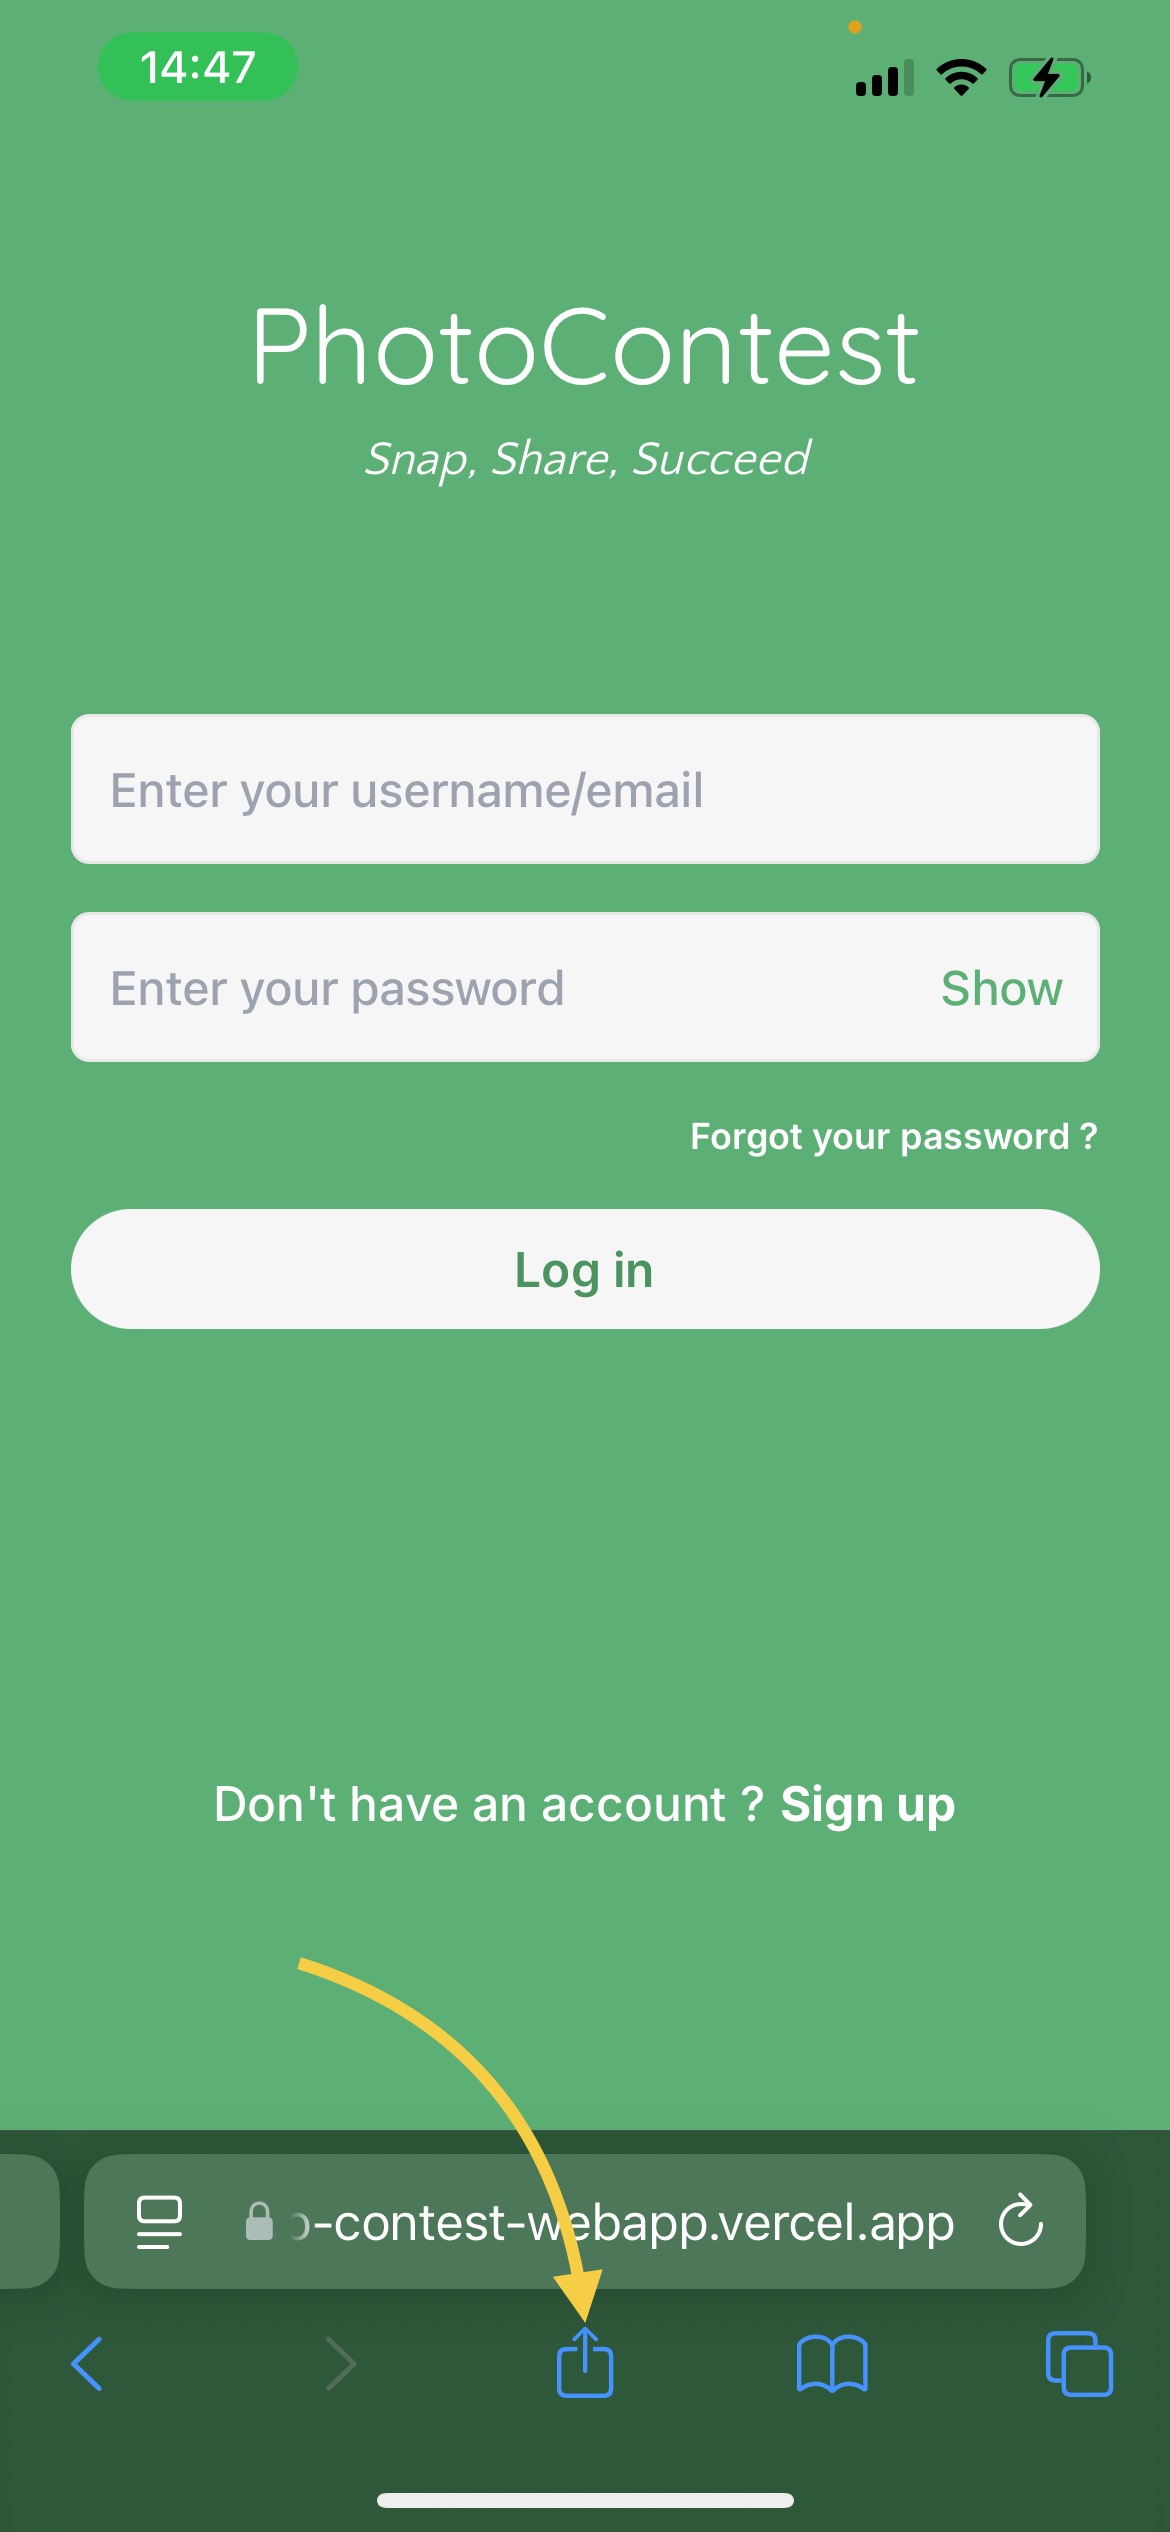 14:47
PhotoContest
Snap, Share, Succeed
Enter your username/email
Enter your password
Show
Forgot your password ?
Log in
Don't have an account ? Sign up
-contest-webapp.vercel.app